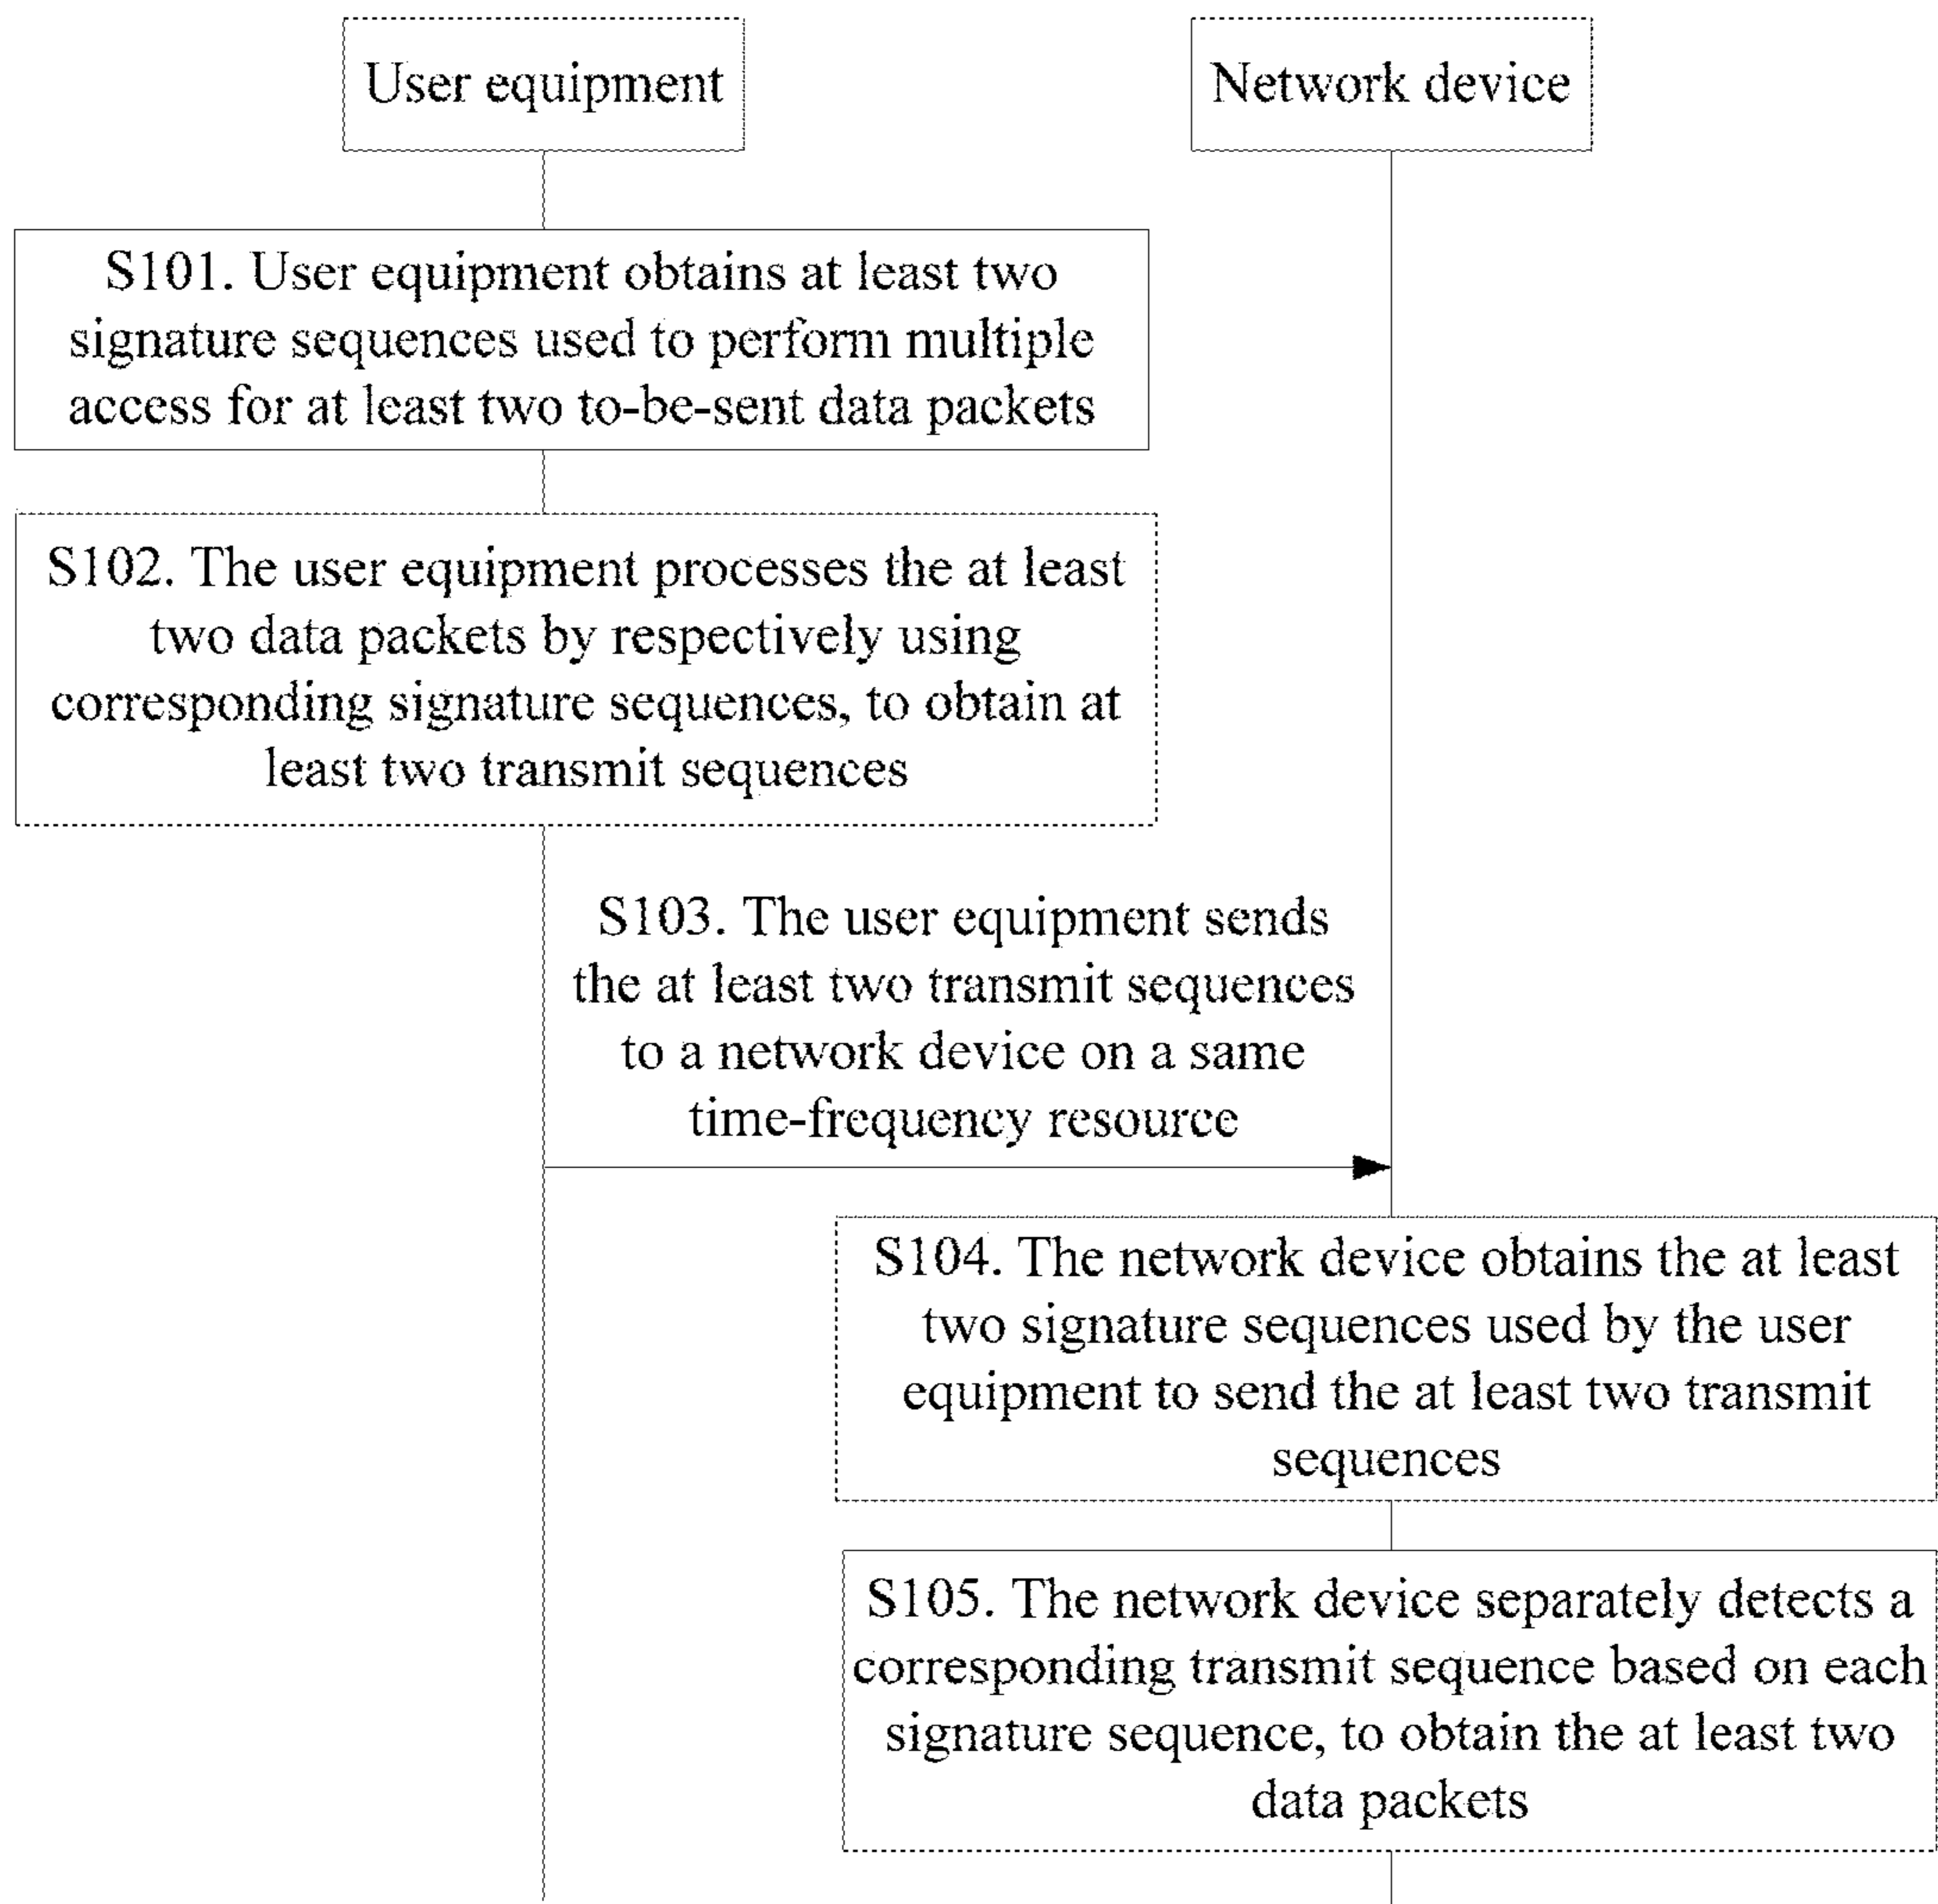 User equipment
Network device
S101. User equipment obtains at least two
signature sequences used to perform multiple
access for at least two to-be-sent data packets
S102. The user equipment processes the at least
two data packets by respectively using
corresponding signature sequences, to obtain at
least two transmit sequences
S103. The user equipment sends
the at least two transmit sequences
to a network device on a same
time-frequency resource
S104. The network device obtains the at least
two signature sequences used by the user
equipment to send the at least two transmit
sequences
S105. The network device separately detects a
corresponding transmit sequence based on each
signature sequence, to obtain the at least two
data packets